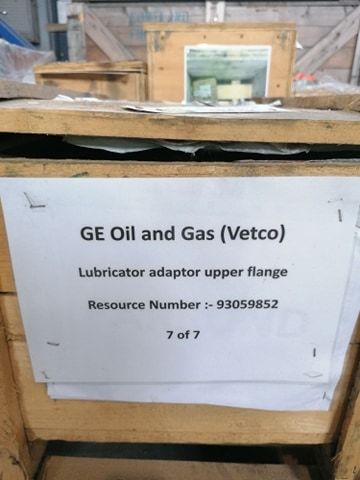 GE Oil and Gas (Vetco)
Lubricator adaptor upper flange
Resource Number :- 93059852
7 of 7